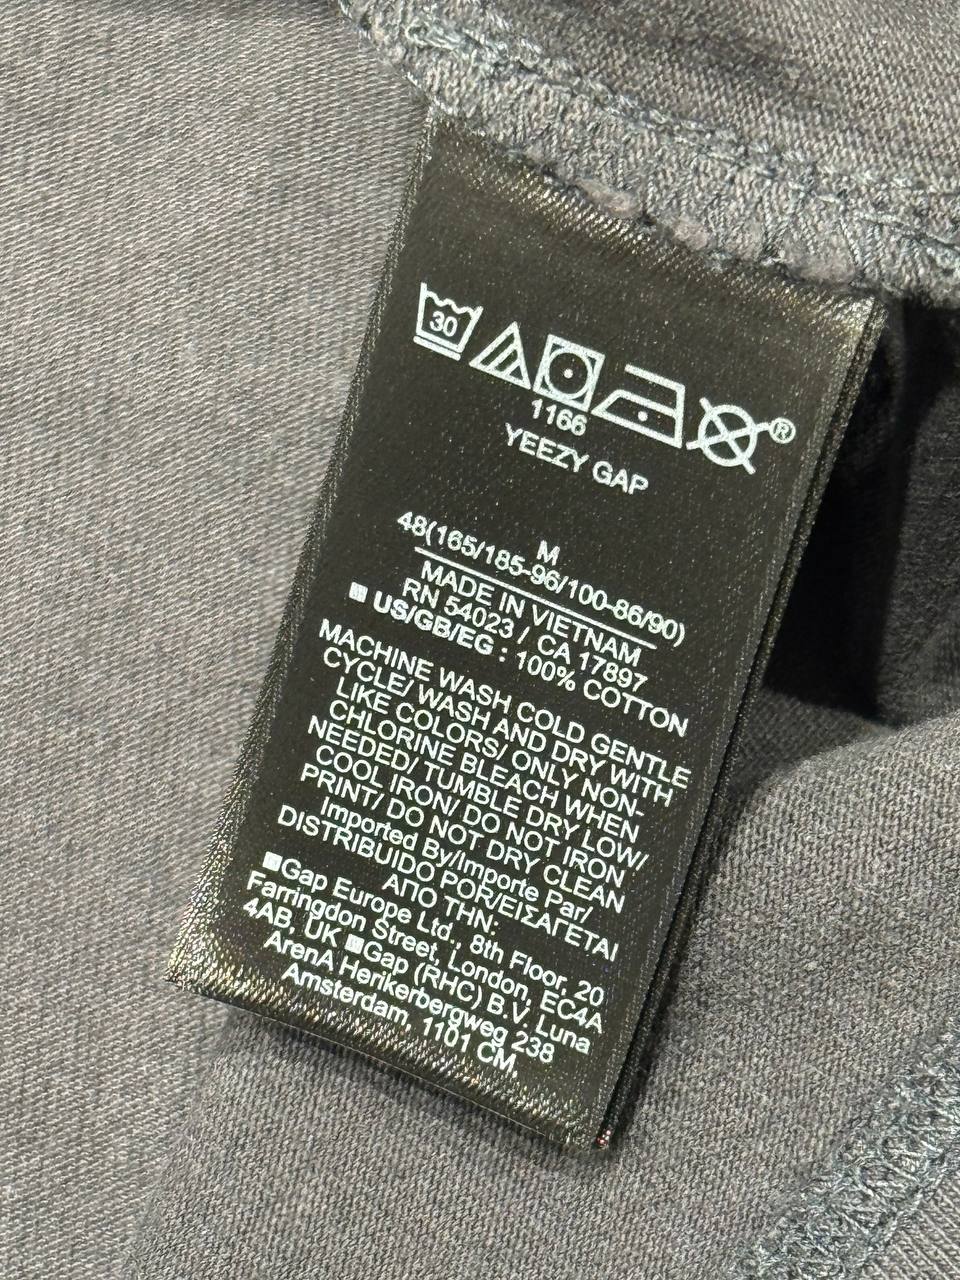 30
®
1166
YEEZY GAP
M
48(165/185-96/100-86/90)
MADE IN VIETNAM
RN 54023 / CA 17897
US/GB/EG : 100% COTTON
MACHINE WASH COLD GENTLE
CYCLE/ WASH AND DRY WITH
LIKE COLORS/ ONLY NON-
CHLORINE BLEACH WHEN
NEEDED/ TUMBLE DRY LOW/
COOL IRON/ DO NOT IRON
PRINT/ DO NOT DRY CLEAN
Imported By/Importe Par/
DISTRIBUIDO POR/ΕΙΣΑΓΕΤΑΙ
ΑΠΟ ΤΗΝ:
Gap Europe Ltd., 8th Floor, 20
Farringdon Street, London, EC4A
4AB, UK Gap (RHC) B.V. Luna
ArenA Herikerbergweg 238
Amsterdam, 1101 CM,